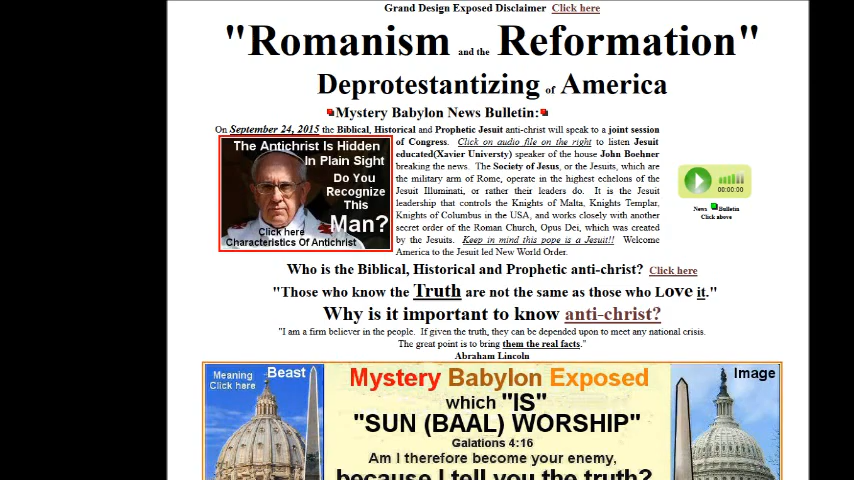 Grand Design Exposed Disclaimer Click here
"Romanism and the Reformation"
Deprotestantizing of America
Mystery Babylon News Bulletin:
On September 24, 2015 the Biblical, Historical and Prophetic Jesuit anti-christ will speak to a joint session
of Congress. Click on audio file on the right to listen Jesuit
educated(Xavier Universty) speaker of the house John Boehner
breaking the news. The Society of Jesus, or the Jesuits, which are
the military arm of Rome, operate in the highest echelons of the
Jesuit Illuminati, or rather their leaders do. It is the Jesuit
leadership that controls the Knights of Malta, Knights Templar,
Knights of Columbus in the USA, and works closely with another
secret order of the Roman Church, Opus Dei, which was created
by the Jesuits. Keep in mind this pope is a Jesuit!! Welcome
America to the Jesuit led New World Order.
The Antichrist Is Hidden
In Plain Sight
Do You
Recognize
This
Man?
Click here
Characteristics Of Antichrist
00:00:00
News Bulletin
Click above
Who is the Biblical, Historical and Prophetic anti-christ? Click here
"Those who know the Truth are not the same as those who Love it."
Why is it important to know anti-christ?
"I am a firm believer in the people. If given the truth, they can be depended upon to meet any national crisis.
The great point is to bring them the real facts."
Abraham Lincoln
Meaning
Click here
Beast
Mystery Babylon Exposed
which "IS"
"SUN (BAAL) WORSHIP"
Galations 4:16
Am I therefore become your enemy,
because I tell you the truth?
Image